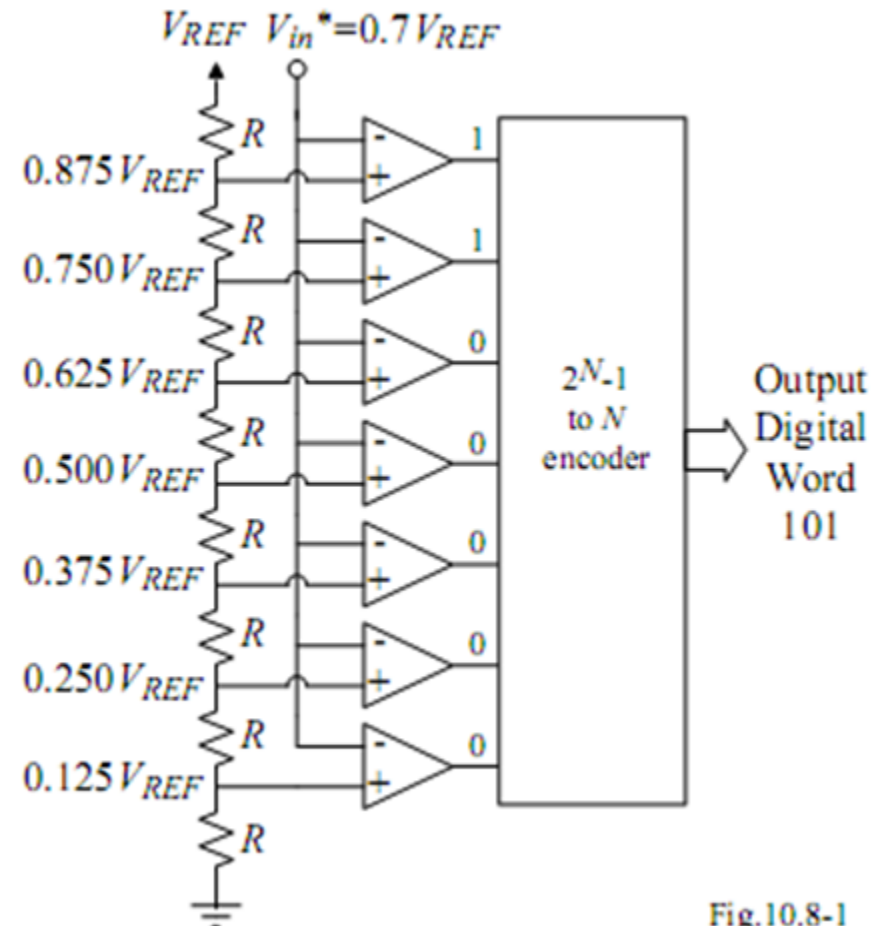 VREF Vin*=0.7VREF
R
1
0.875VREF
-
+
R
1
0.750VREF
-
+
R
0
0.625VREF
-
+
R
0
0.500VREF
-
+
R
0
0.375VREF
-
+
R
0
0.250VREF
-
+
R
0
0.125VREF
-
+
R
2N-1
to N
encoder
Output
Digital
Word
101
Fig.10.8-1